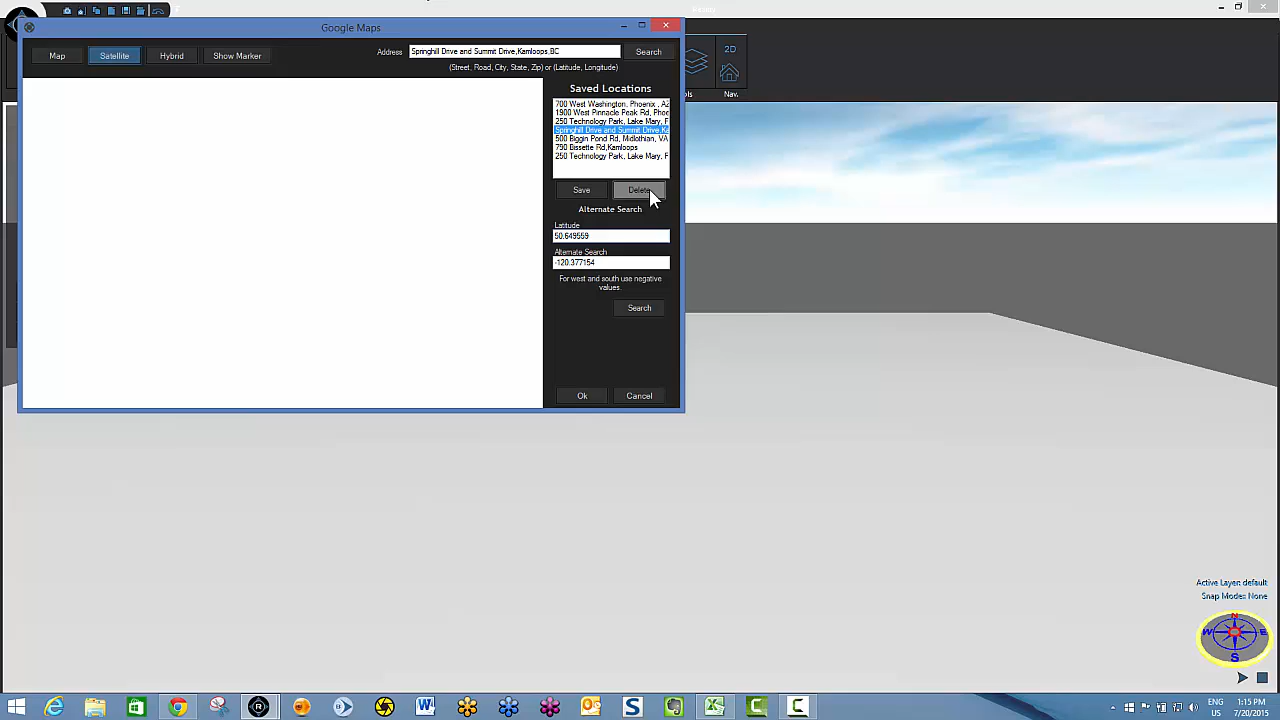 Google Maps
Map Satellite Hybrid Show Marker
Address Springhill Drive and Summit Drive,Kamloops,BC Search
(Street, Road, City, State, Zip) or (Latitude, Longitude)
Saved Locations
700 West Washington, Phoenix , AZ
1900 West Pinnacle Peak Rd, Phoe
250 Technology Park, Lake Mary, F
Springhill Drive and Summit Drive,Ka
500 Biggin Pond Rd, Midlothian, VA
790 Bissette Rd,Kamloops
250 Technology Park, Lake Mary, F
Save Delete
Alternate Search
Latitude
50.649559
Alternate Search
-120.377154
For west and south use negative
values.
Search
Ok Cancel
2D
Nav.
Active Layer: default
Snap Mode: None
N
W E
S
ENG 1:15 PM
US 7/20/2015